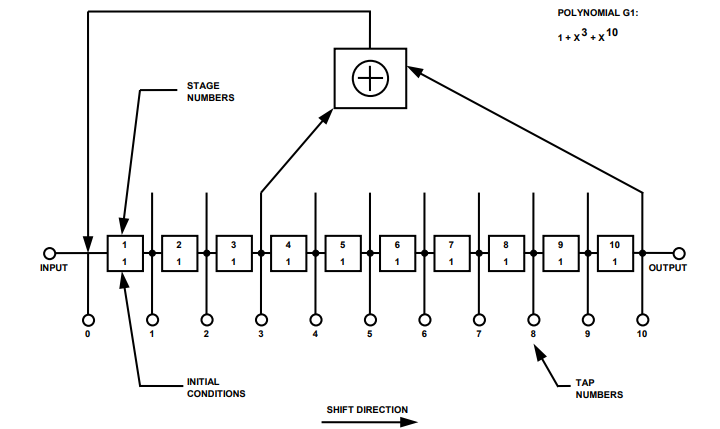 POLYNOMIAL G1:
1 + X 3 + X 10
STAGE
NUMBERS
1 2 3 4 5 6 7 8 9 10
1 1 1 1 1 1 1 1 1 1
INPUT
OUTPUT
0 1 2 3 4 5 6 7 8 9 10
INITIAL
CONDITIONS
TAP
NUMBERS
SHIFT DIRECTION